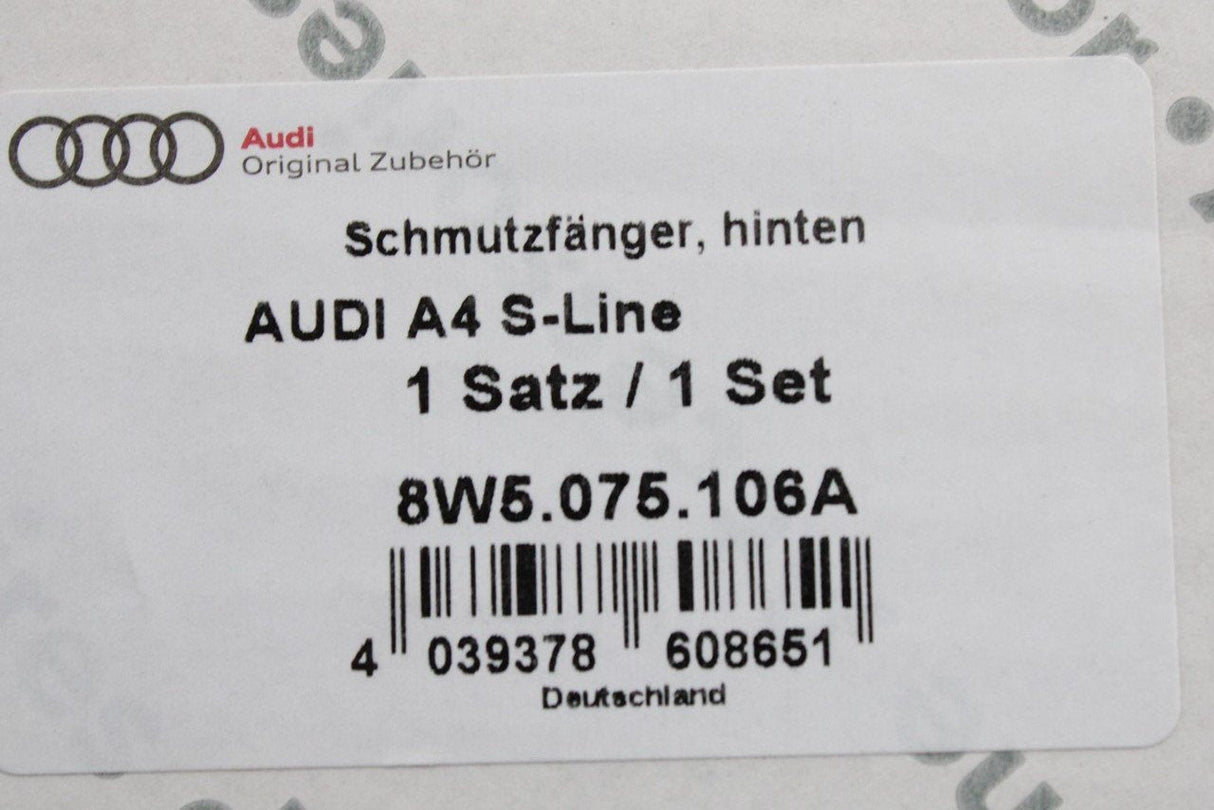 Audi
Original Zubehör
Schmutzfänger, hinten
AUDI A4 S-Line
1 Satz / 1 Set
8W5.075.106A
4 039378 608651
Deutschland